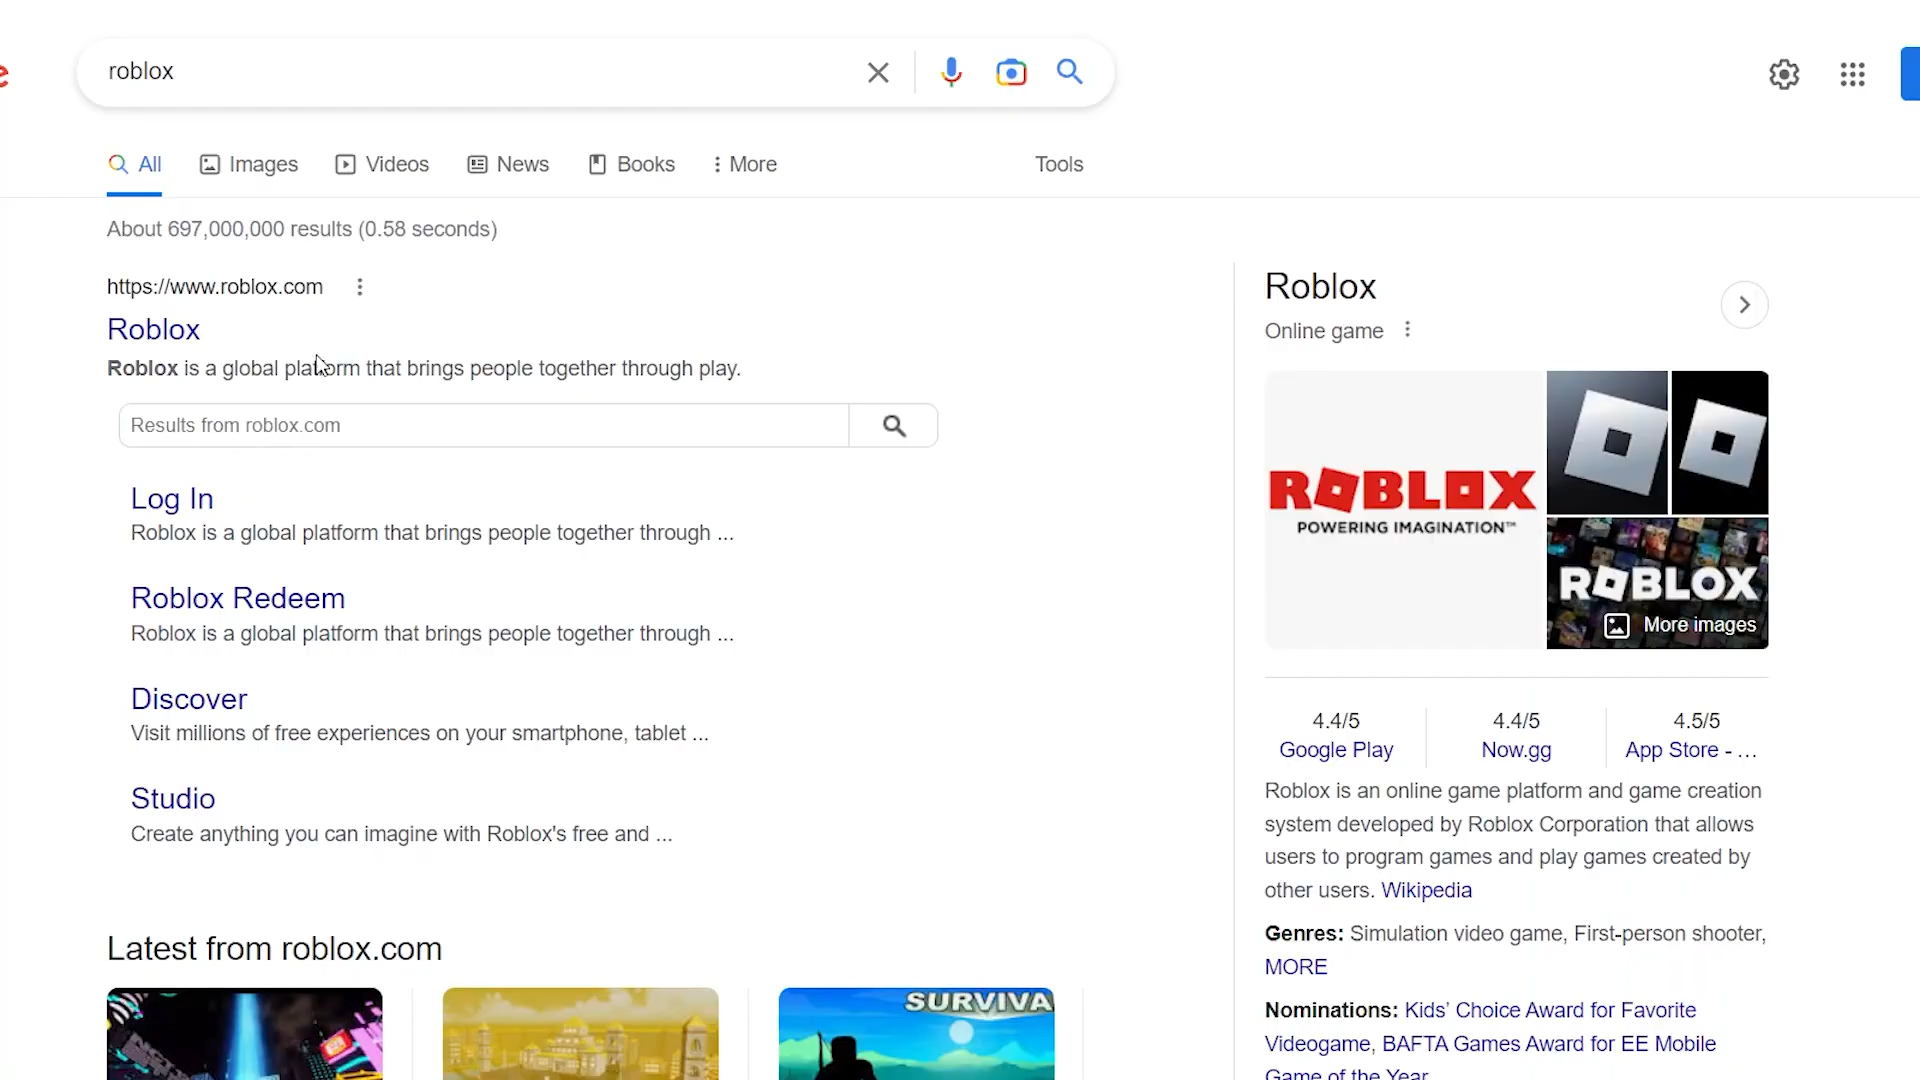 e
roblox
All
Images
Videos
News
Books
More
Tools
About 697,000,000 results (0.58 seconds)
https://www.roblox.com
Roblox
Roblox is a global platform that brings people together through play.
Results from roblox.com
Log In
Roblox is a global platform that brings people together through ...
Roblox Redeem
Roblox is a global platform that brings people together through ...
Discover
Visit millions of free experiences on your smartphone, tablet ...
Studio
Create anything you can imagine with Roblox's free and ...
Latest from roblox.com
SURVIVA
Roblox
Online game
ROBLOX
POWERING IMAGINATION™
ROBLOX
More images
4.4/5
Google Play
4.4/5
Now.gg
4.5/5
App Store - ...
Roblox is an online game platform and game creation
system developed by Roblox Corporation that allows
users to program games and play games created by
other users. Wikipedia
Genres: Simulation video game, First-person shooter,
MORE
Nominations: Kids’ Choice Award for Favorite
Videogame, BAFTA Games Award for EE Mobile
Game of the Year